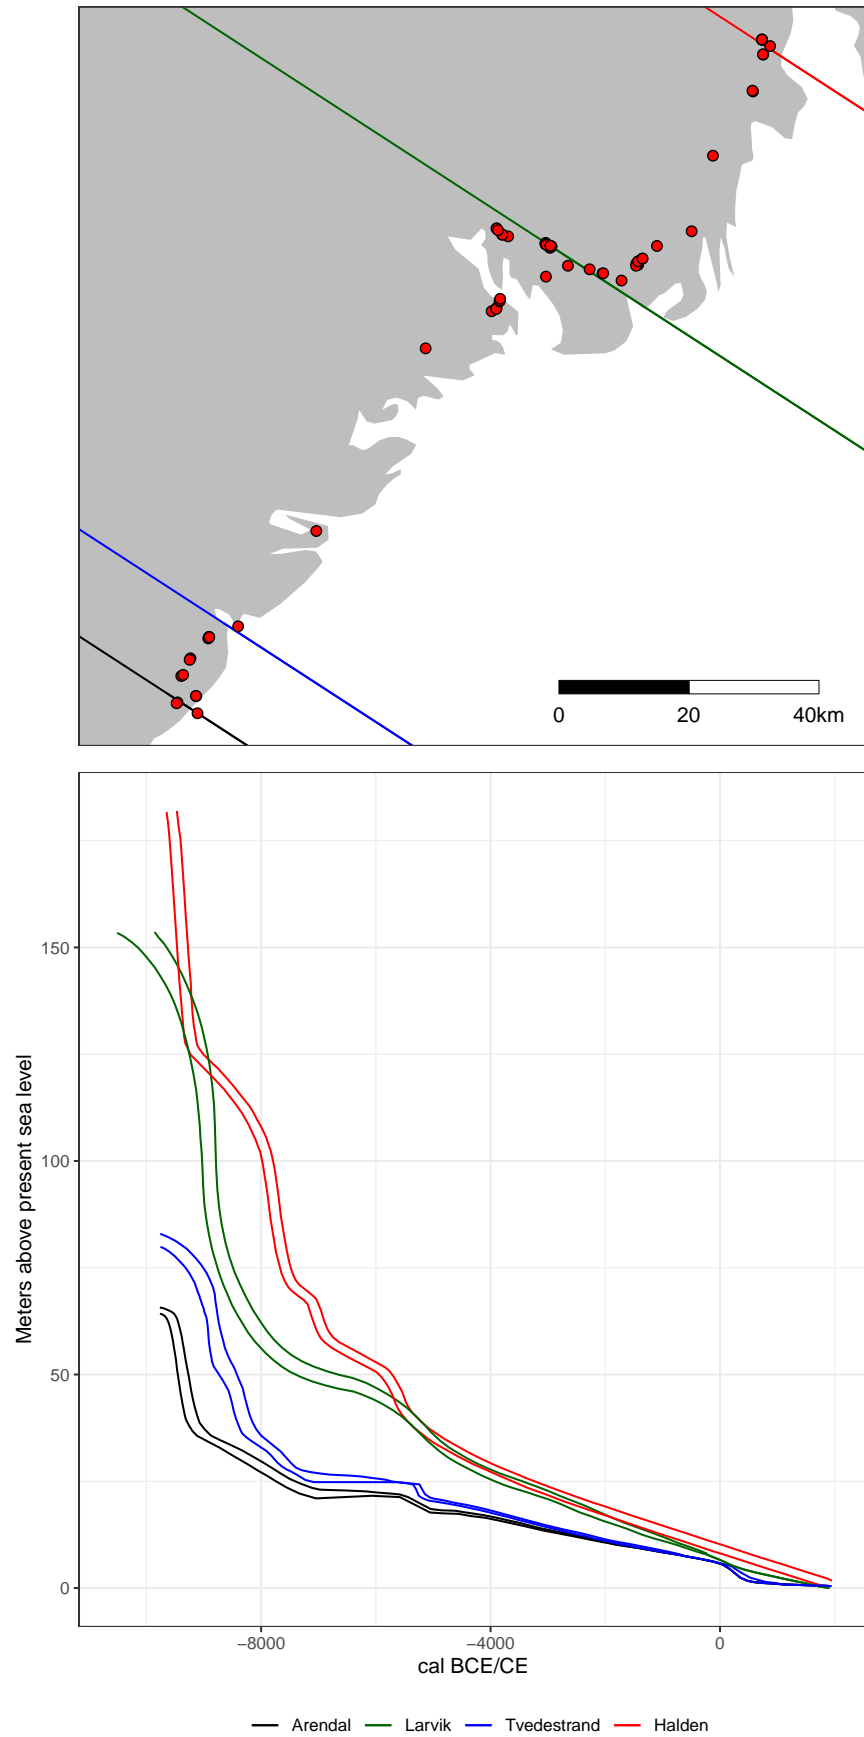 0 20 40km
Meters above present sea level
150
100
50
0
−8000 −4000 0
cal BCE/CE
Arendal Larvik Tvedestrand Halden